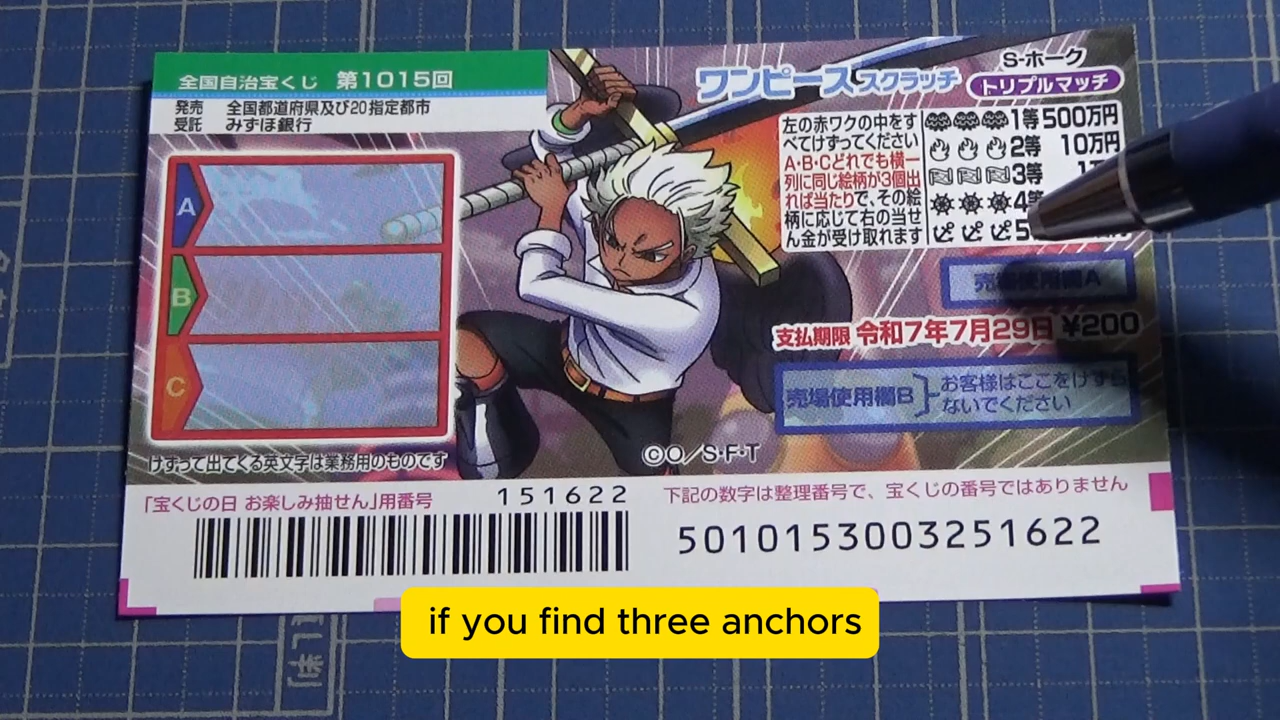 全国自治宝くじ 第1015回
発売 全国都道府県及び20指定都市
受託 みずほ銀行
S-ホーク
ワンピーススクラッチ トリプルマッチ
左の赤ワクの中をす
べてけずってください
A・B・Cどれでも横一
列に同じ絵柄が3個出
れば当たりで、その絵
柄に応じて右の当せ
ん金が受け取れます
1等 500万円
2等 10万円
3等 1
4等
5
A
B
C
売場使用欄A
支払期限 令和7年7月29日 ¥200
売場使用欄B
お客様はここをけずら
ないでください
©O/S・F・T
けずって出てくる英文字は業務用のものです
「宝くじの日 お楽しみ抽せん」用番号 151622
下記の数字は整理番号で、宝くじの番号ではありません
5010153003251622
if you find three anchors